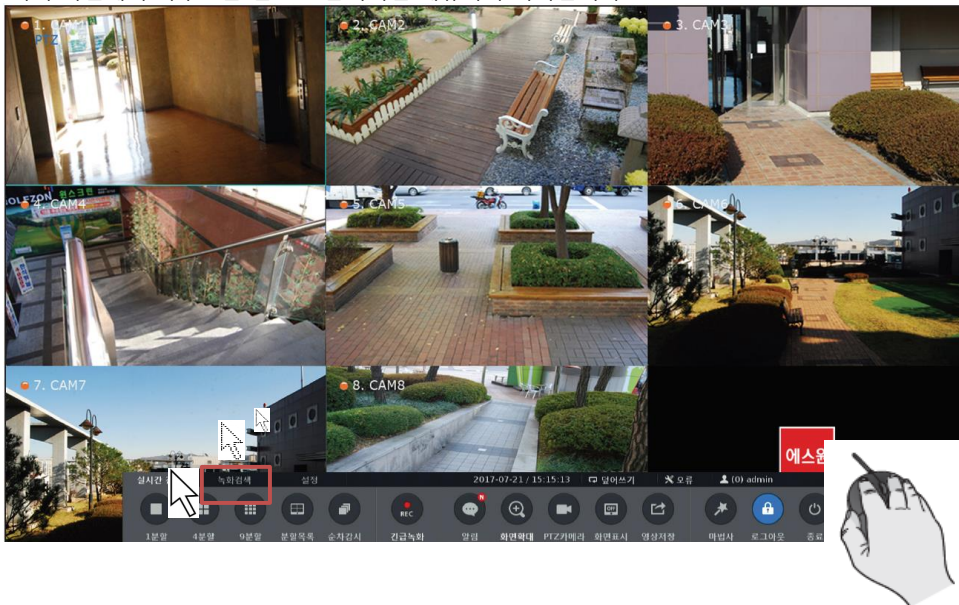 1. CAM1
PTZ
2. CAM2
3. CAM3
4. CAM4
5. CAM5
6. CAM6
7. CAM7
8. CAM8
에스원
실시간 녹화검색 설정 2017-07-21 / 15:15:13 덮어쓰기 오류 (0) admin
REC N OFF
1분할 4분할 9분할 분할목록 순차감시 긴급녹화 알림 화면확대 PTZ카메라 화면표시 영상저장 마법사 로그아웃 종료